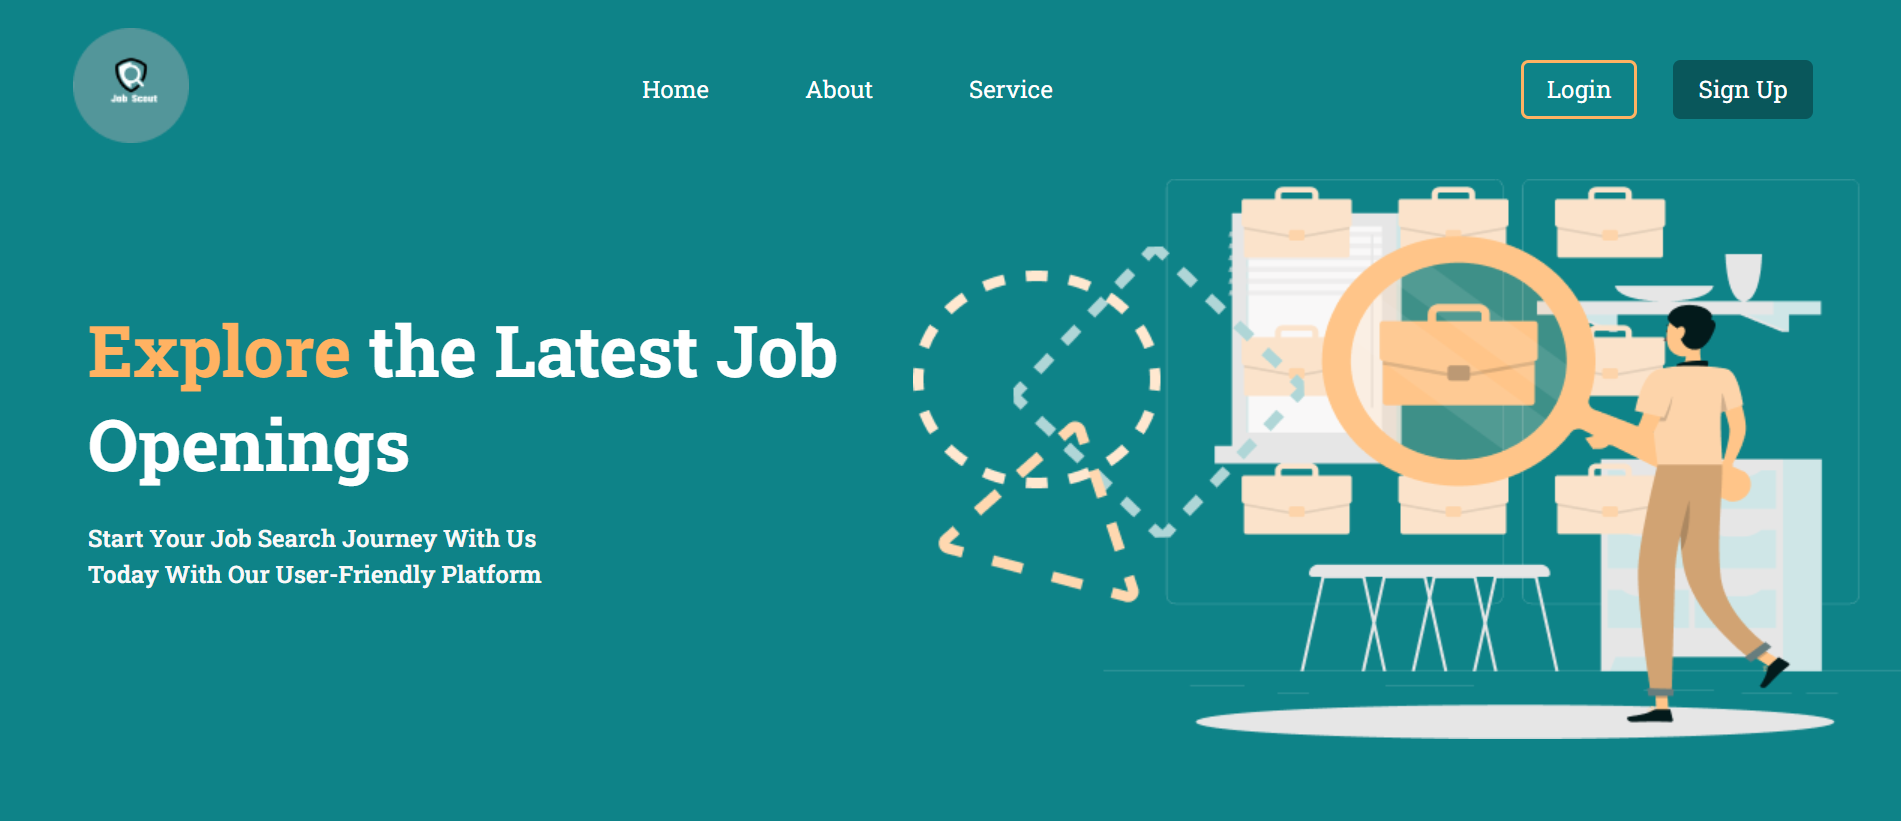 Job Scout
Home
About
Service
Login
Sign Up
Explore the Latest Job
Openings
Start Your Job Search Journey With Us
Today With Our User-Friendly Platform